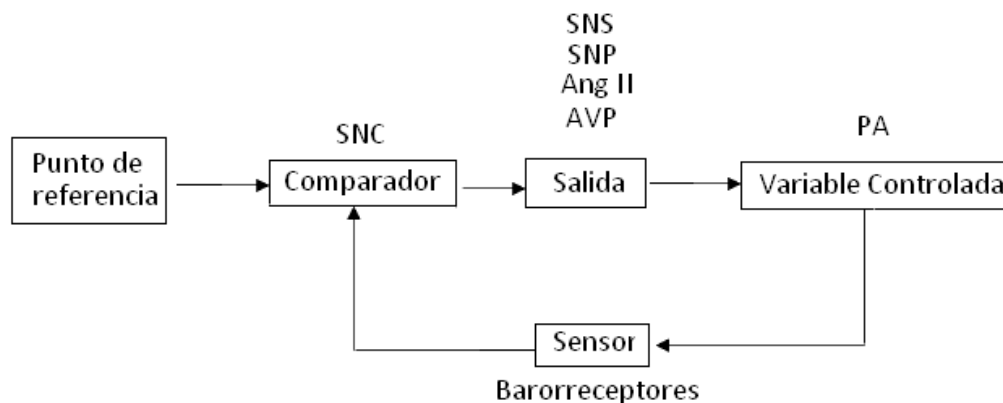 SNS
SNP
Ang II
AVP
SNC
PA
Punto de
referencia
Comparador
Salida
Variable Controlada
Sensor
Barorreceptores